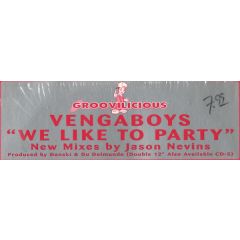 GROOVILICIOUS
VENGABOYS
"WE LIKE TO PARTY"
New Mixes by Jason Nevins
Produced by Danski & Do Delmundo (Double 12" Also Available CD-5)